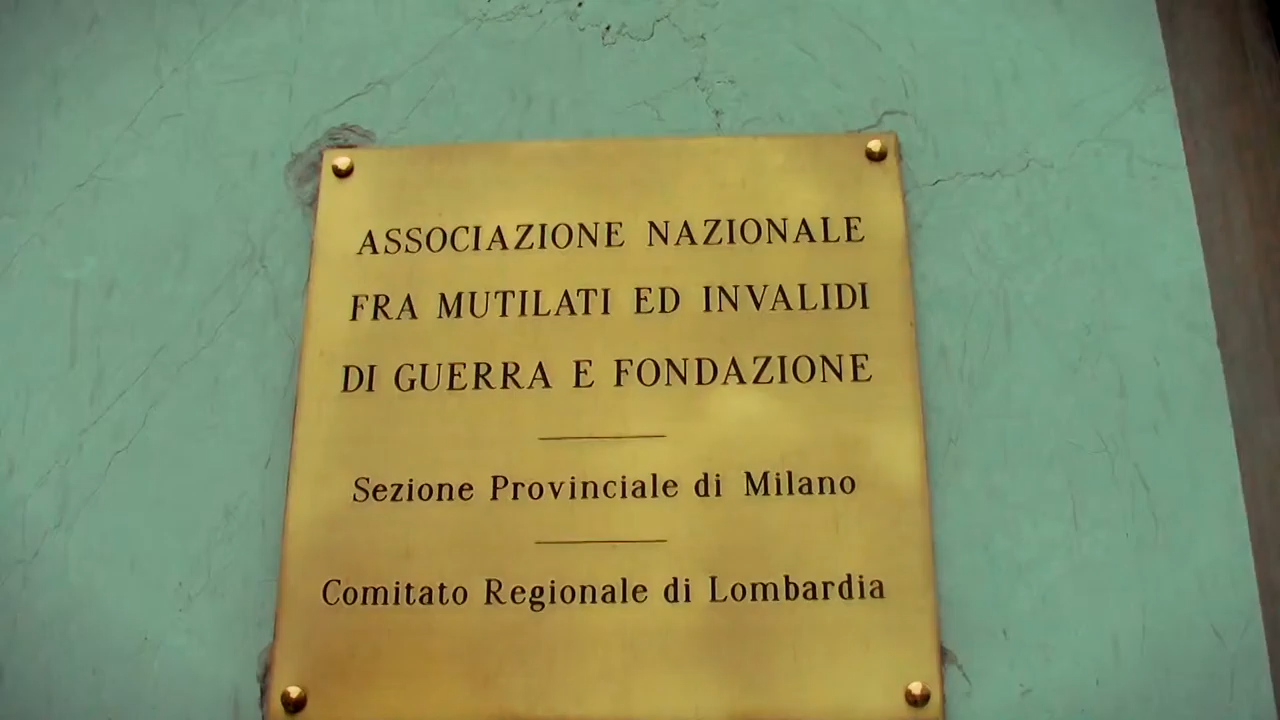 ASSOCIAZIONE NAZIONALE
FRA MUTILATI ED INVALIDI
DI GUERRA E FONDAZIONE
Sezione Provinciale di Milano
Comitato Regionale di Lombardia